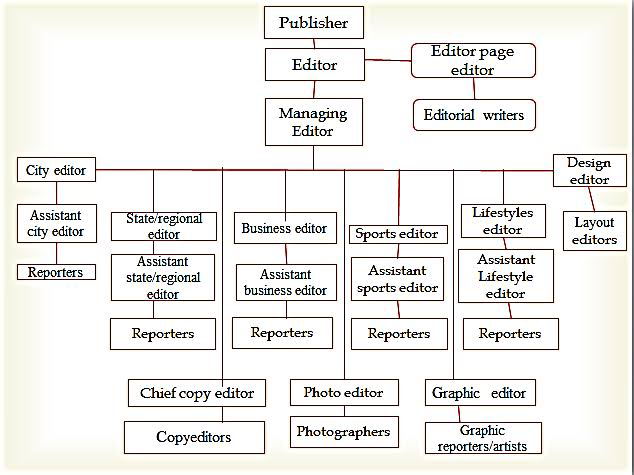 Publisher
Editor
Editor page
editor
Managing
Editor
Editorial writers
City editor
Design
editor
Assistant
city editor
Reporters
State/regional
editor
Assistant
state/regional
editor
Reporters
Business editor
Assistant
business editor
Reporters
Sports editor
Assistant
sports editor
Reporters
Lifestyles
editor
Assistant
Lifestyle
editor
Reporters
Layout
editors
Chief copy editor
Copyeditors
Photo editor
Photographers
Graphic editor
Graphic
reporters/artists